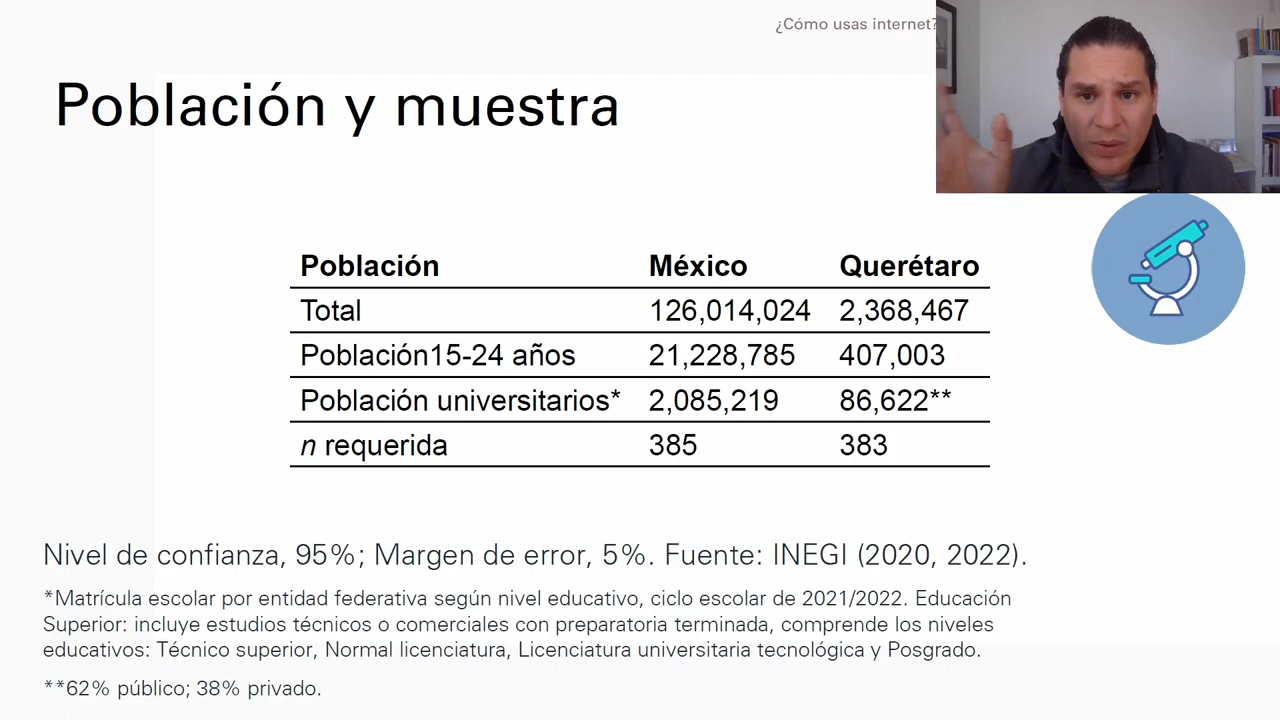 ¿Cómo usas internet?
Población y muestra
Población México Querétaro
Total 126,014,024 2,368,467
Población15-24 años 21,228,785 407,003
Población universitarios* 2,085,219 86,622**
n requerida 385 383
Nivel de confianza, 95%; Margen de error, 5%. Fuente: INEGI (2020, 2022).
*Matrícula escolar por entidad federativa según nivel educativo, ciclo escolar de 2021/2022. Educación
Superior: incluye estudios técnicos o comerciales con preparatoria terminada, comprende los niveles
educativos: Técnico superior, Normal licenciatura, Licenciatura universitaria tecnológica y Posgrado.
**62% público; 38% privado.